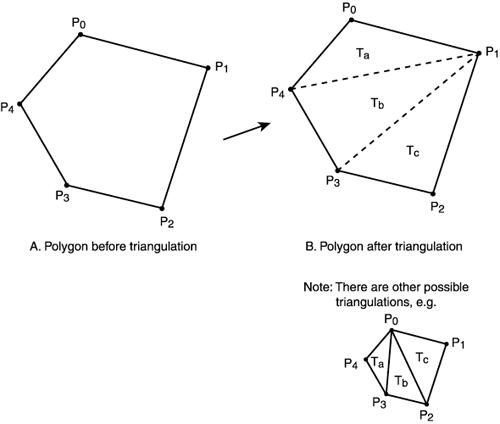 P0
P1
P4
P3
P2
A. Polygon before triangulation
P0
P1
Ta
P4
Tb
Tc
P3
P2
B. Polygon after triangulation
Note: There are other possible
triangulations, e.g.
P0
P1
P4
Ta
Tc
Tb
P3
P2